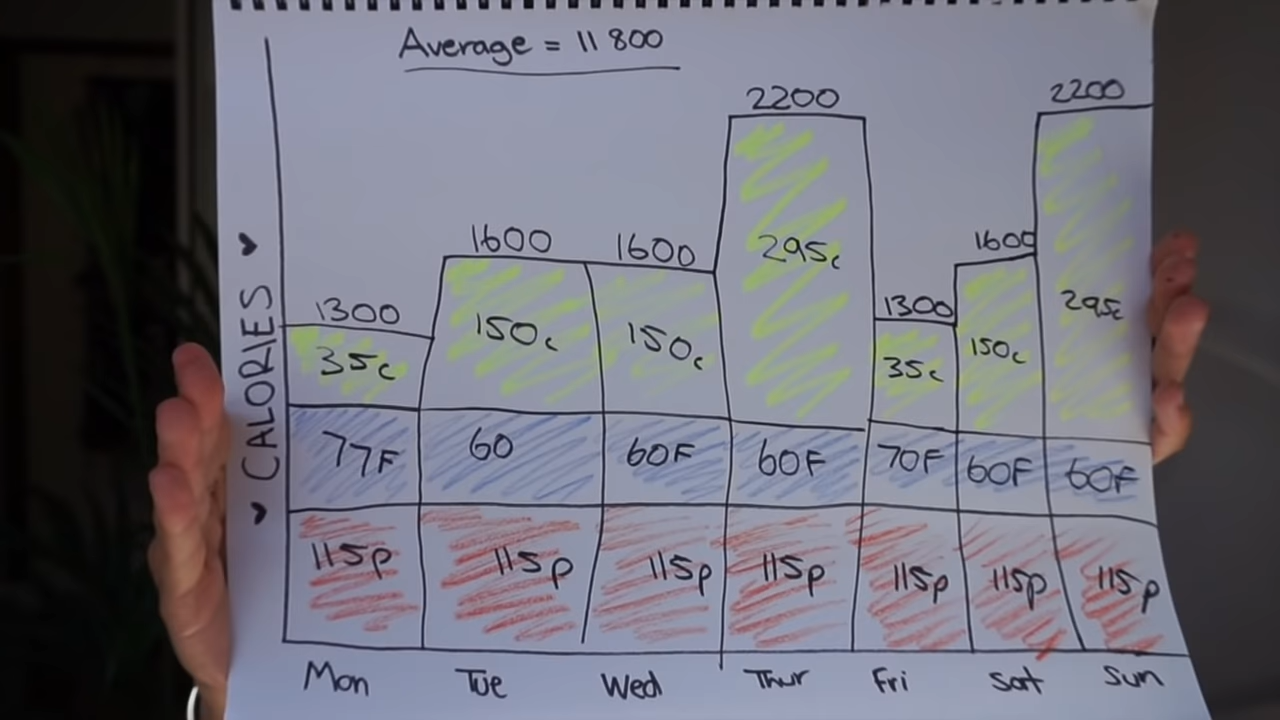 Average = 11 800
2200 2200
1600 1600 1600
1300 1300
CALORIES
35c 150c 150c 295c 35c 150c 295c
77F 60 60F 60F 70F 60F 60F
115p 115p 115p 115p 115p 115p 115p
Mon Tue Wed Thur Fri Sat Sun